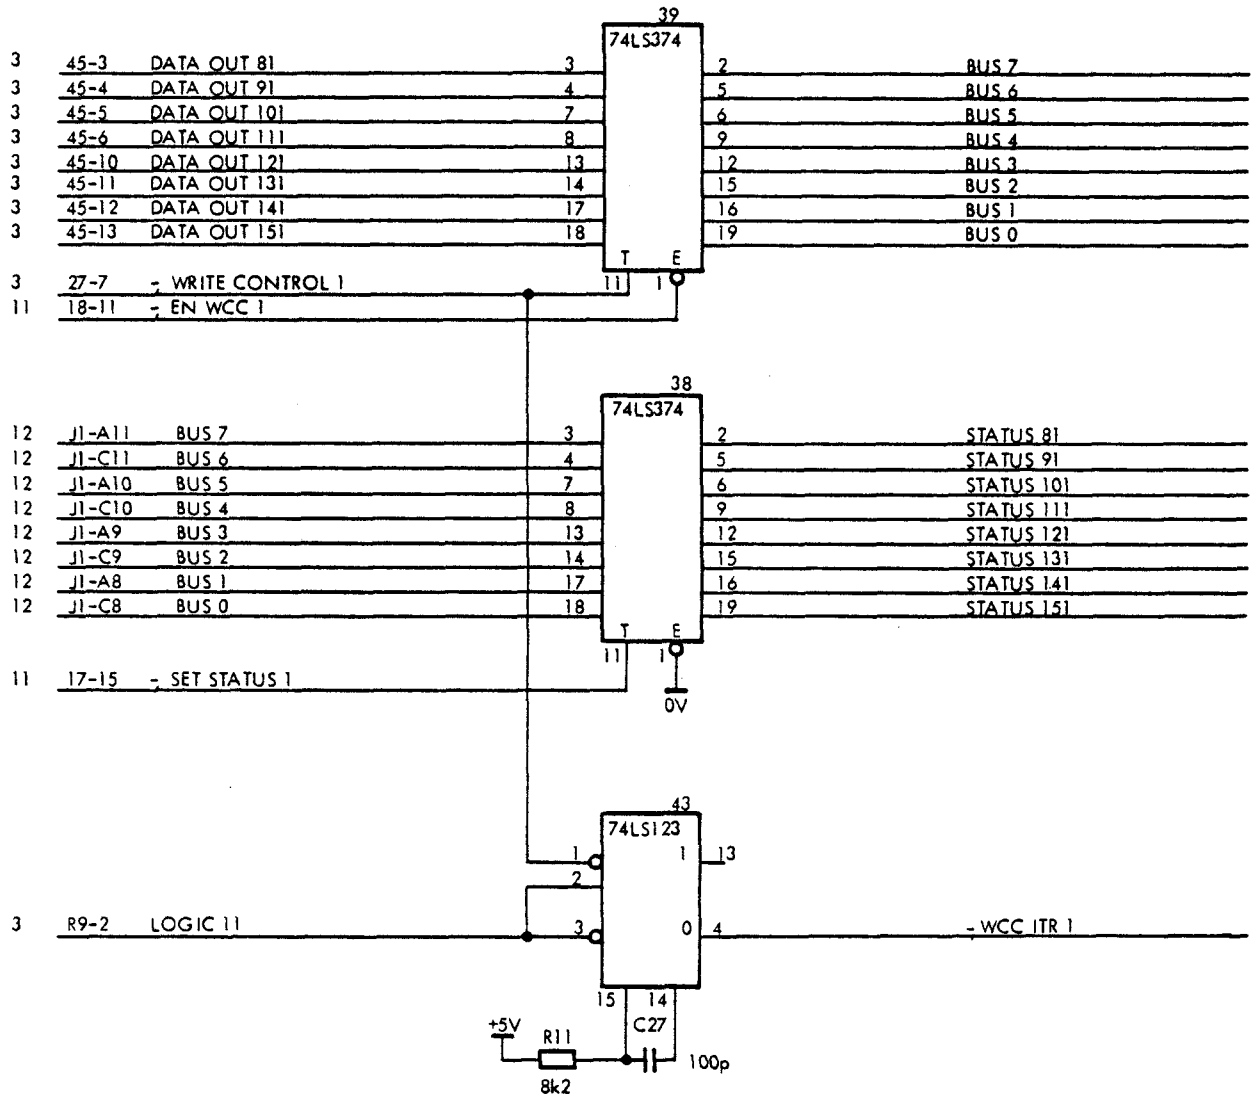 39
74LS374
3 45-3 DATA OUT 81 3 2 BUS 7
3 45-4 DATA OUT 91 4 5 BUS 6
3 45-5 DATA OUT 101 7 6 BUS 5
3 45-6 DATA OUT 111 8 9 BUS 4
3 45-10 DATA OUT 121 13 12 BUS 3
3 45-11 DATA OUT 131 14 15 BUS 2
3 45-12 DATA OUT 141 17 16 BUS 1
3 45-13 DATA OUT 151 18 19 BUS 0
T E
3 27-7 -, WRITE CONTROL 1 11 1
11 18-11 -, EN WCC 1
38
74LS374
12 J1-A11 BUS 7 3 2 STATUS 81
12 J1-C11 BUS 6 4 5 STATUS 91
12 J1-A10 BUS 5 7 6 STATUS 101
12 J1-C10 BUS 4 8 9 STATUS 111
12 J1-A9 BUS 3 13 12 STATUS 121
12 J1-C9 BUS 2 14 15 STATUS 131
12 J1-A8 BUS 1 17 16 STATUS 141
12 J1-C8 BUS 0 18 19 STATUS 151
T E
11 1
11 17-15 -, SET STATUS 1
0V
43
74LS123
1 1 13
2
3 R9-2 LOGIC 11 3 0 4 -, WCC ITR 1
15 14
+5V R11 C27
100p
8k2